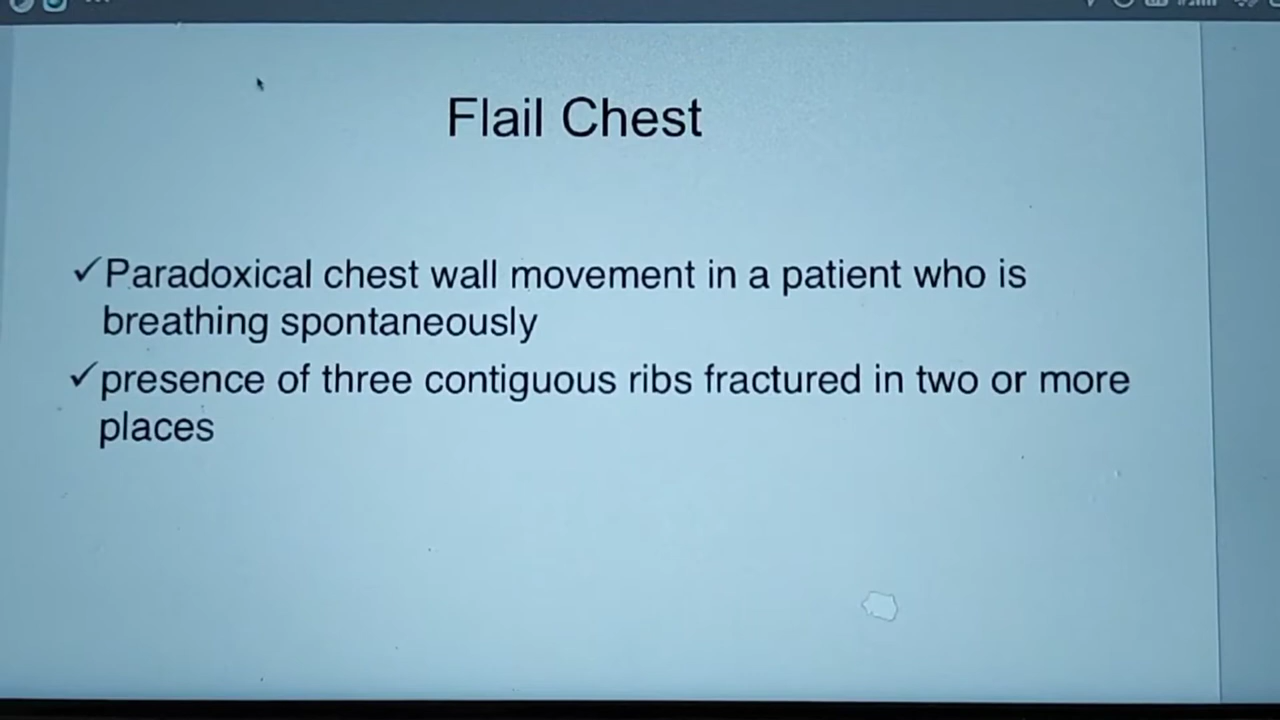 Flail Chest
✓Paradoxical chest wall movement in a patient who is
breathing spontaneously
✓presence of three contiguous ribs fractured in two or more
places